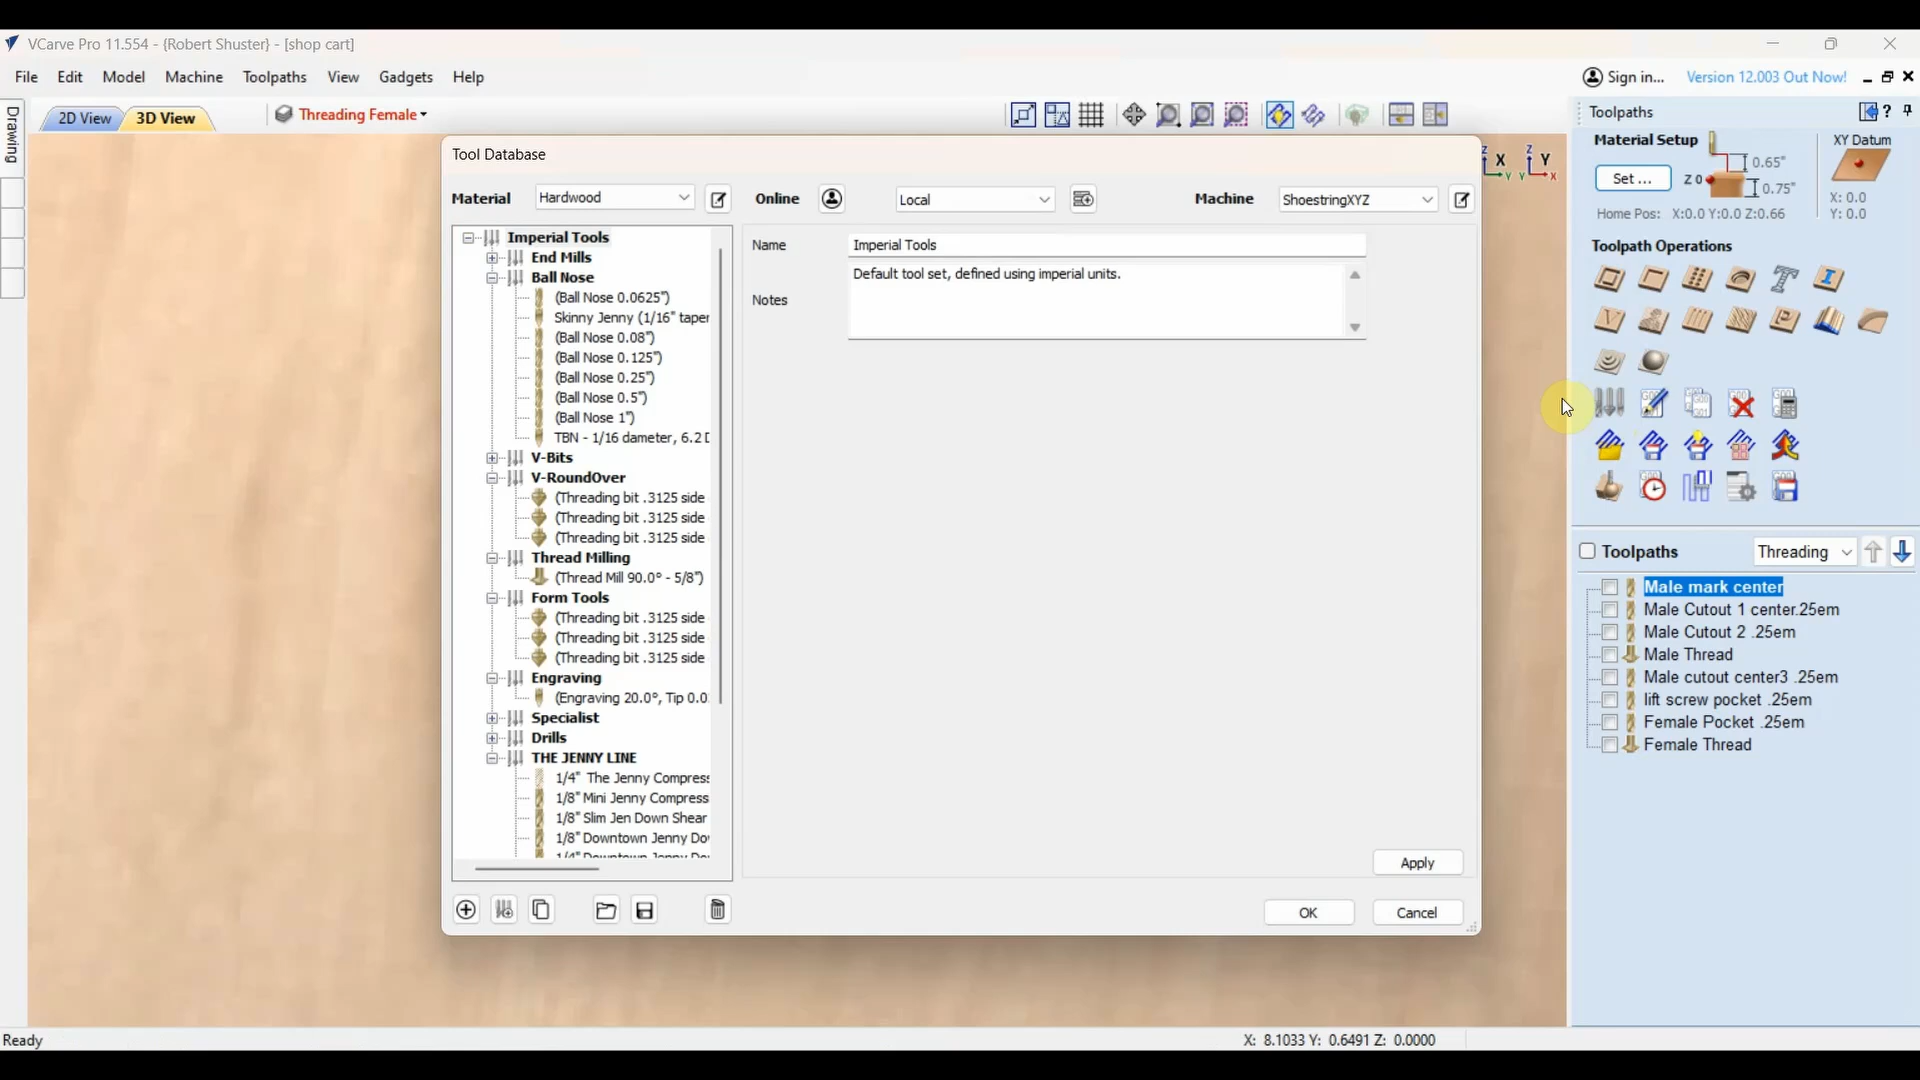 VCarve Pro 11.554 - {Robert Shuster} - [shop cart]
File Edit Model Machine Toolpaths View Gadgets Help
Sign in... Version 12.003 Out Now!
Drawing
2D View 3D View Threading Female
Tool Database
Material Hardwood Online Local Machine ShoestringXYZ
Imperial Tools
End Mills
Ball Nose
(Ball Nose 0.0625")
Skinny Jenny (1/16" taper
(Ball Nose 0.08")
(Ball Nose 0.125")
(Ball Nose 0.25")
(Ball Nose 0.5")
(Ball Nose 1")
TBN - 1/16 dameter, 6.2
V-Bits
V-RoundOver
(Threading bit .3125 side
(Threading bit .3125 side
(Threading bit .3125 side
Thread Milling
(Thread Mill 90.0° - 5/8")
Form Tools
(Threading bit .3125 side
(Threading bit .3125 side
(Threading bit .3125 side
Engraving
(Engraving 20.0°, Tip 0.0
Specialist
Drills
THE JENNY LINE
1/4" The Jenny Compress
1/8" Mini Jenny Compress
1/8" Slim Jen Down Shear
1/8" Downtown Jenny Do
Name Imperial Tools
Notes Default tool set, defined using imperial units.
Apply
OK Cancel
Z X Z Y Y X
Toolpaths ?
Material Setup
Set ...
Z 0
0.65"
0.75"
XY Datum
X: 0.0
Y: 0.0
Home Pos: X:0.0 Y:0.0 Z:0.66
Toolpath Operations
Toolpaths Threading
Male mark center
Male Cutout 1 center.25em
Male Cutout 2 .25em
Male Thread
Male cutout center3 .25em
lift screw pocket .25em
Female Pocket .25em
Female Thread
Ready X: 8.1033 Y: 0.6491 Z: 0.0000